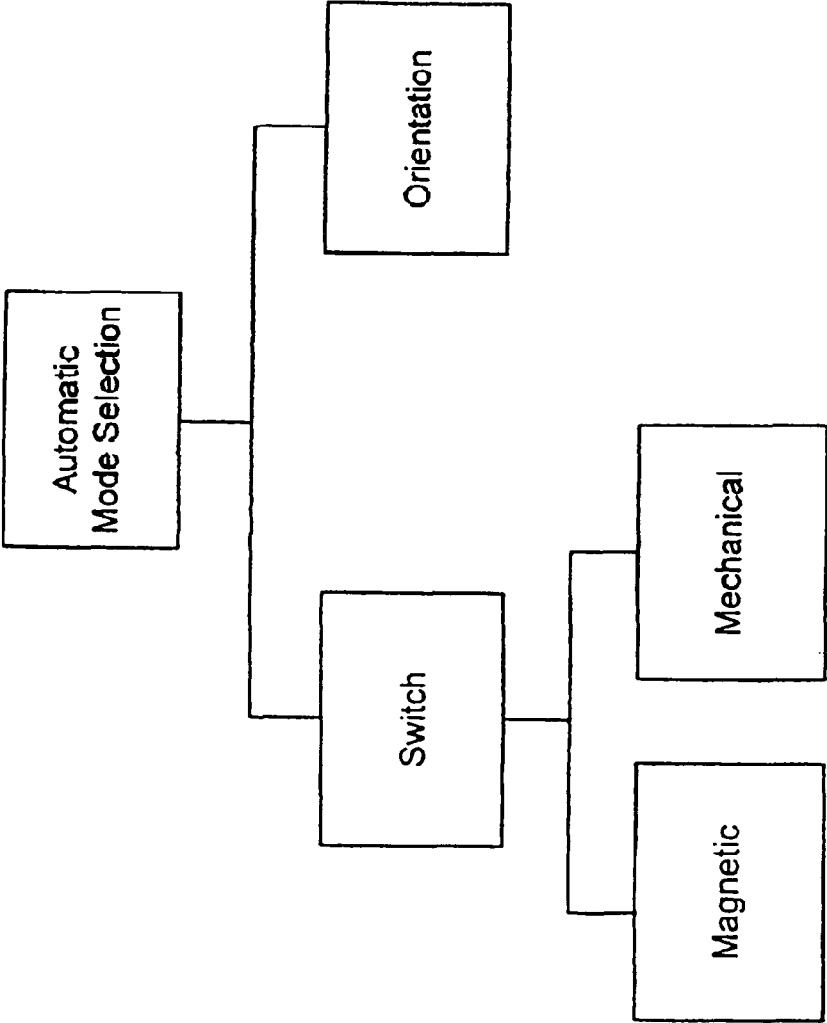 Automatic
Mode Selection
Switch
Orientation
Magnetic
Mechanical